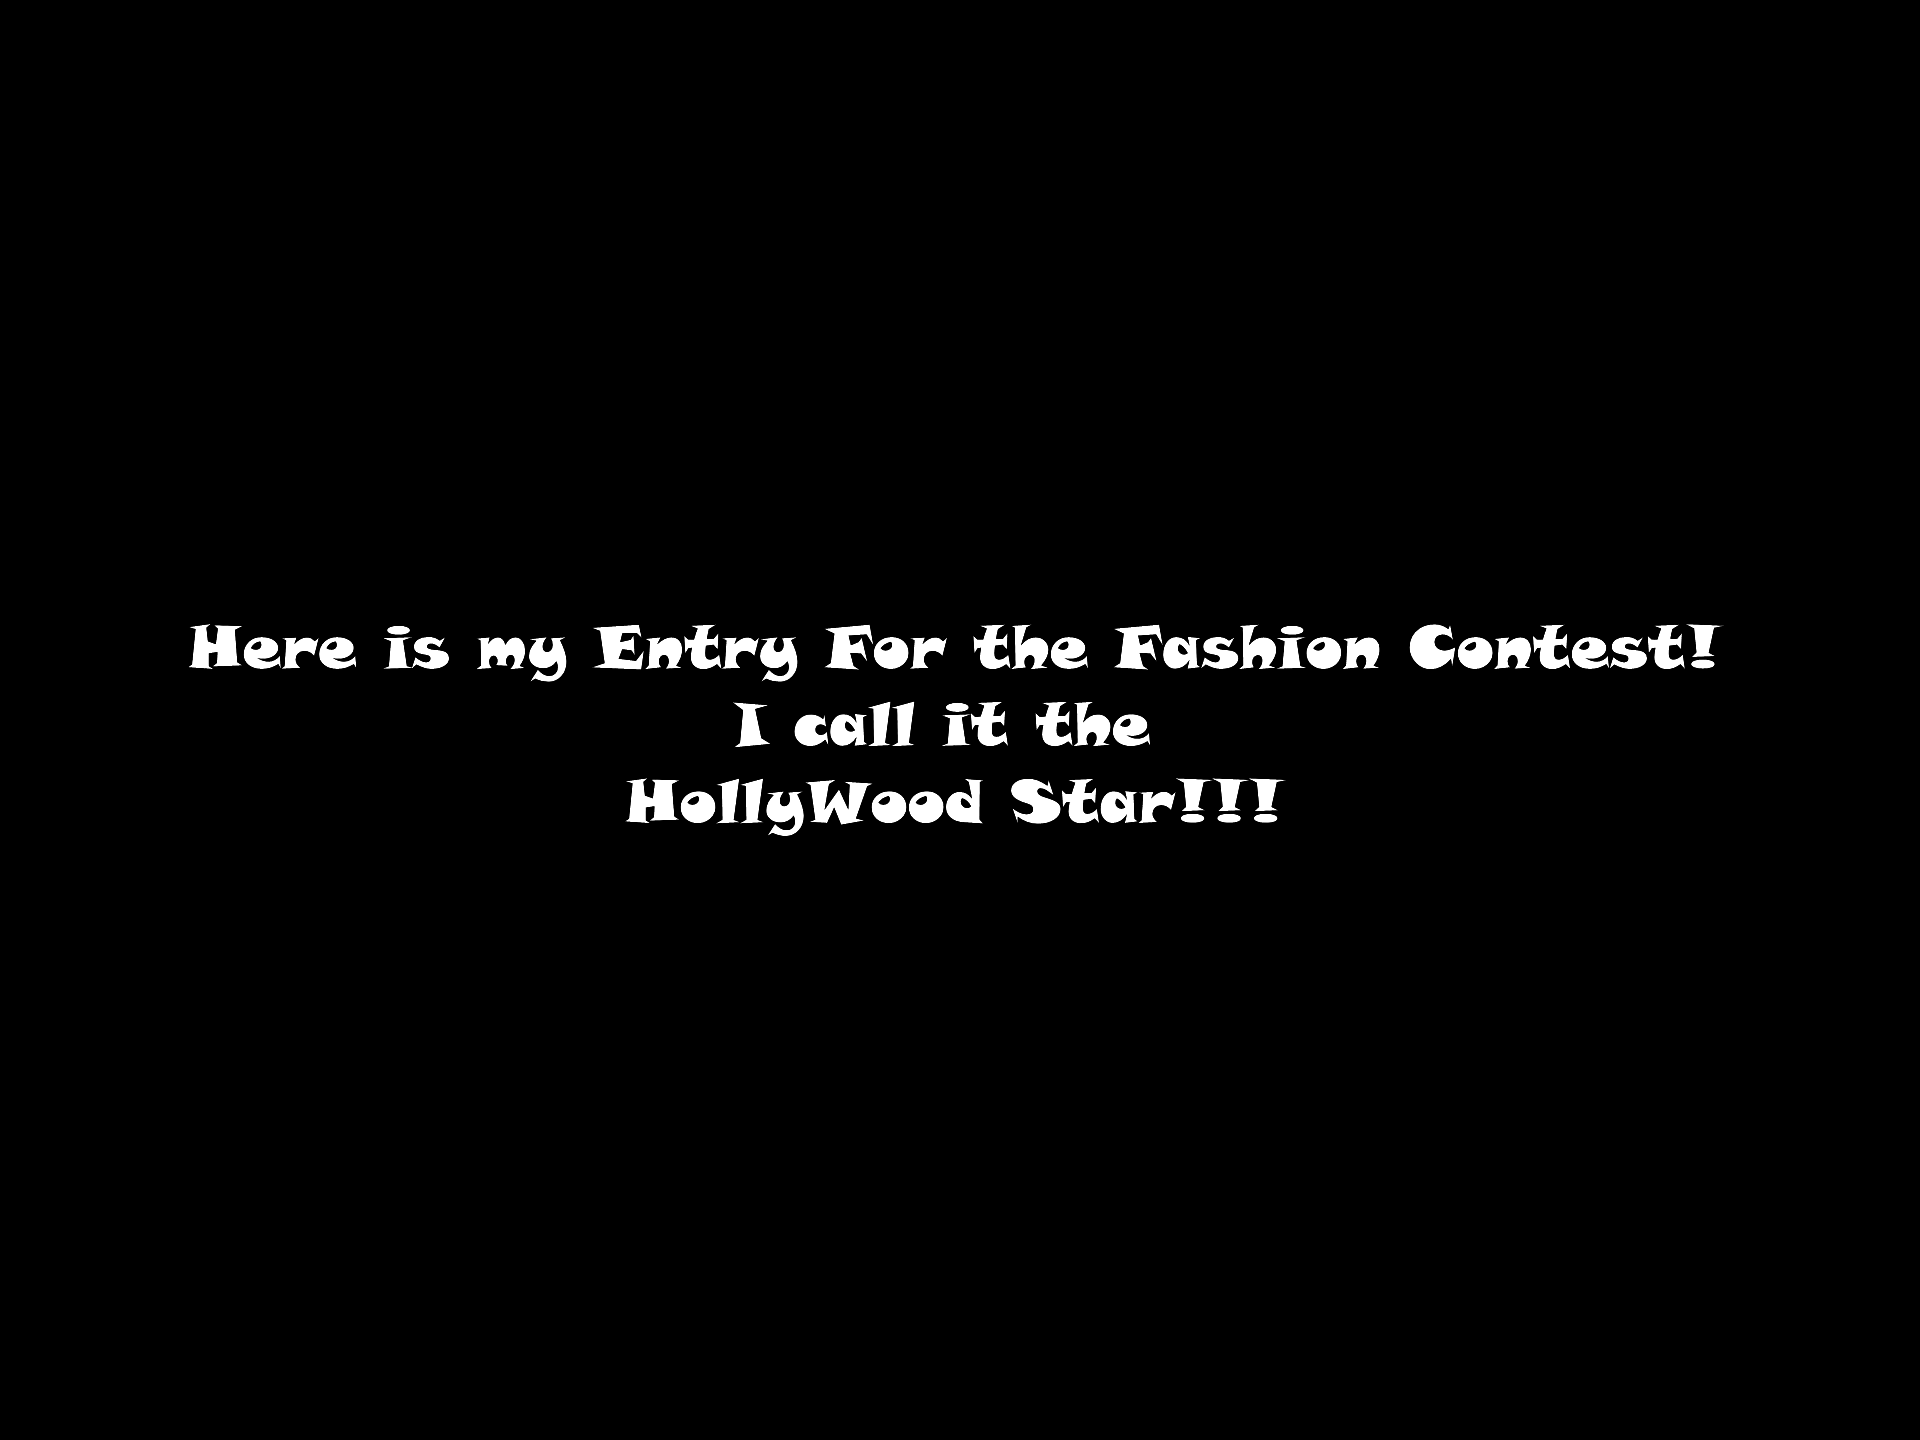 Here is my Entry For the Fashion Contest!
I call it the
HollyWood Star!!!